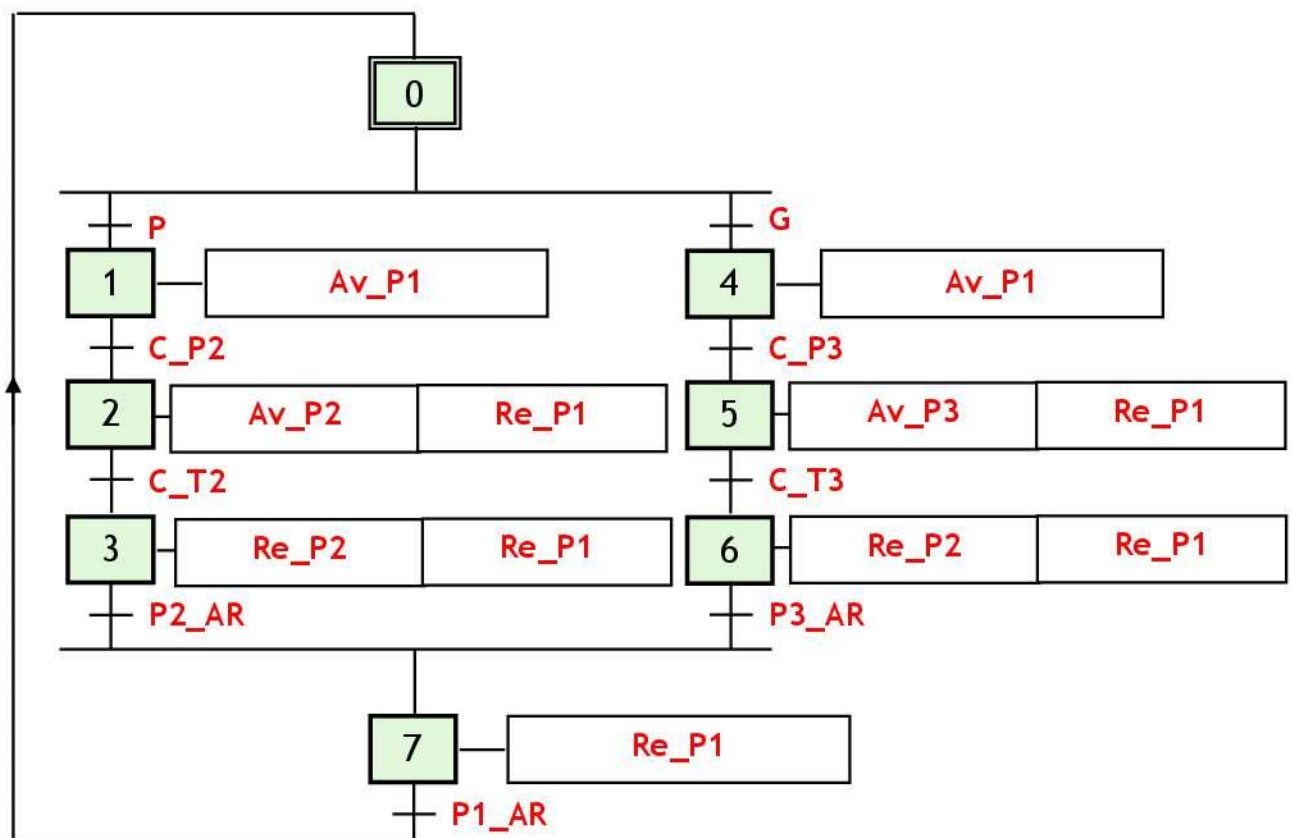 0
P
G
1
Av_P1
4
Av_P1
C_P2
C_P3
2
Av_P2
Re_P1
5
Av_P3
Re_P1
C_T2
C_T3
3
Re_P2
Re_P1
6
Re_P2
Re_P1
P2_AR
P3_AR
7
Re_P1
P1_AR